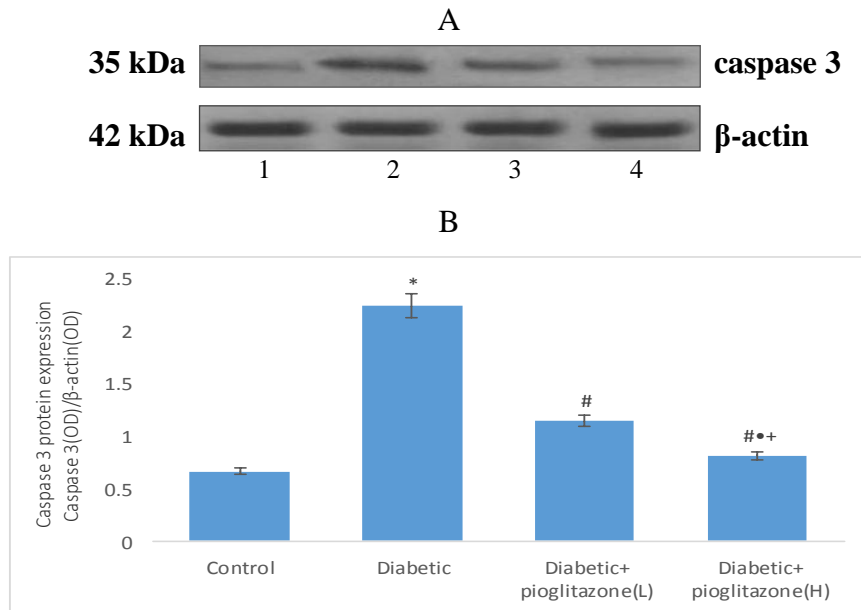 A
35 kDa caspase 3
42 kDa β-actin
1 2 3 4
B
Caspase 3 protein expression
Caspase 3(OD)/β-actin(OD)
2.5
2
1.5
1
0.5
0
*
#
#•+
Control Diabetic Diabetic+ Diabetic+
pioglitazone(L) pioglitazone(H)